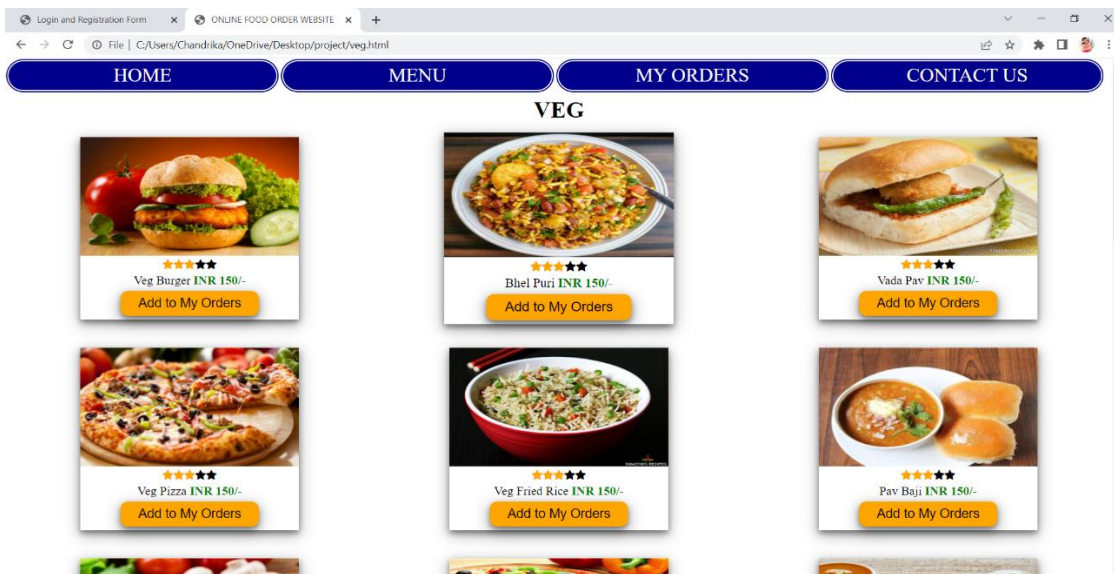 Login and Registration Form
ONLINE FOOD ORDER WEBSITE
File | C:/Users/Chandrika/OneDrive/Desktop/project/veg.html
HOME MENU MY ORDERS CONTACT US
VEG
Veg Burger INR 150/-
Add to My Orders
Bhel Puri INR 150/-
Add to My Orders
Vada Pav INR 150/-
Add to My Orders
Veg Pizza INR 150/-
Add to My Orders
Veg Fried Rice INR 150/-
Add to My Orders
Pav Baji INR 150/-
Add to My Orders